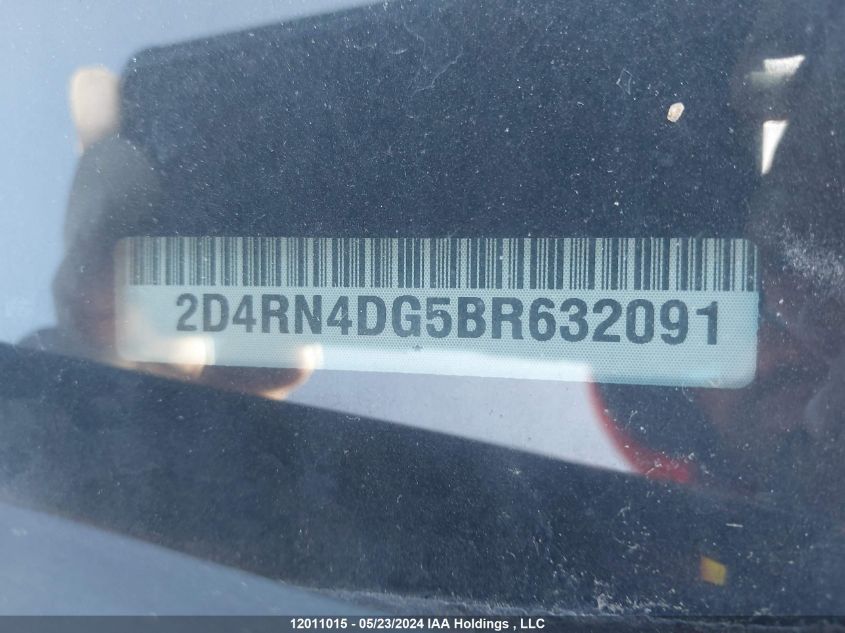 2D4RN4DG5BR632091
*
12011015 - 05/23/2024 IAA Holdings , LLC